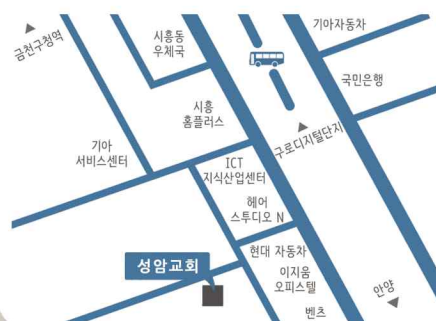 금천구청역
시흥동
우체국
기아자동차
국민은행
시흥
홈플러스
구로디지털단지
기아
서비스센터
ICT
지식산업센터
헤어
스투디오 N
현대 자동차
성암교회
이지움
오피스텔
안양
벤츠